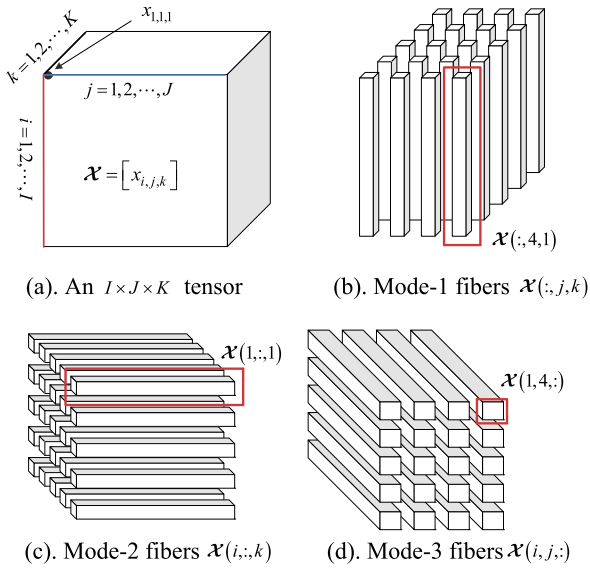 x₁,₁,₁
k = 1,2,⋯,K
j = 1,2,⋯,J
i = 1,2,⋯,I
𝓧 = [x_{i,j,k}]
𝓧(:,4,1)
(a). An I×J×K tensor
(b). Mode-1 fibers 𝓧(:,j,k)
𝓧(1,:,1)
𝓧(1,4,:)
(c). Mode-2 fibers 𝓧(i,:,k)
(d). Mode-3 fibers 𝓧(i,j,:)